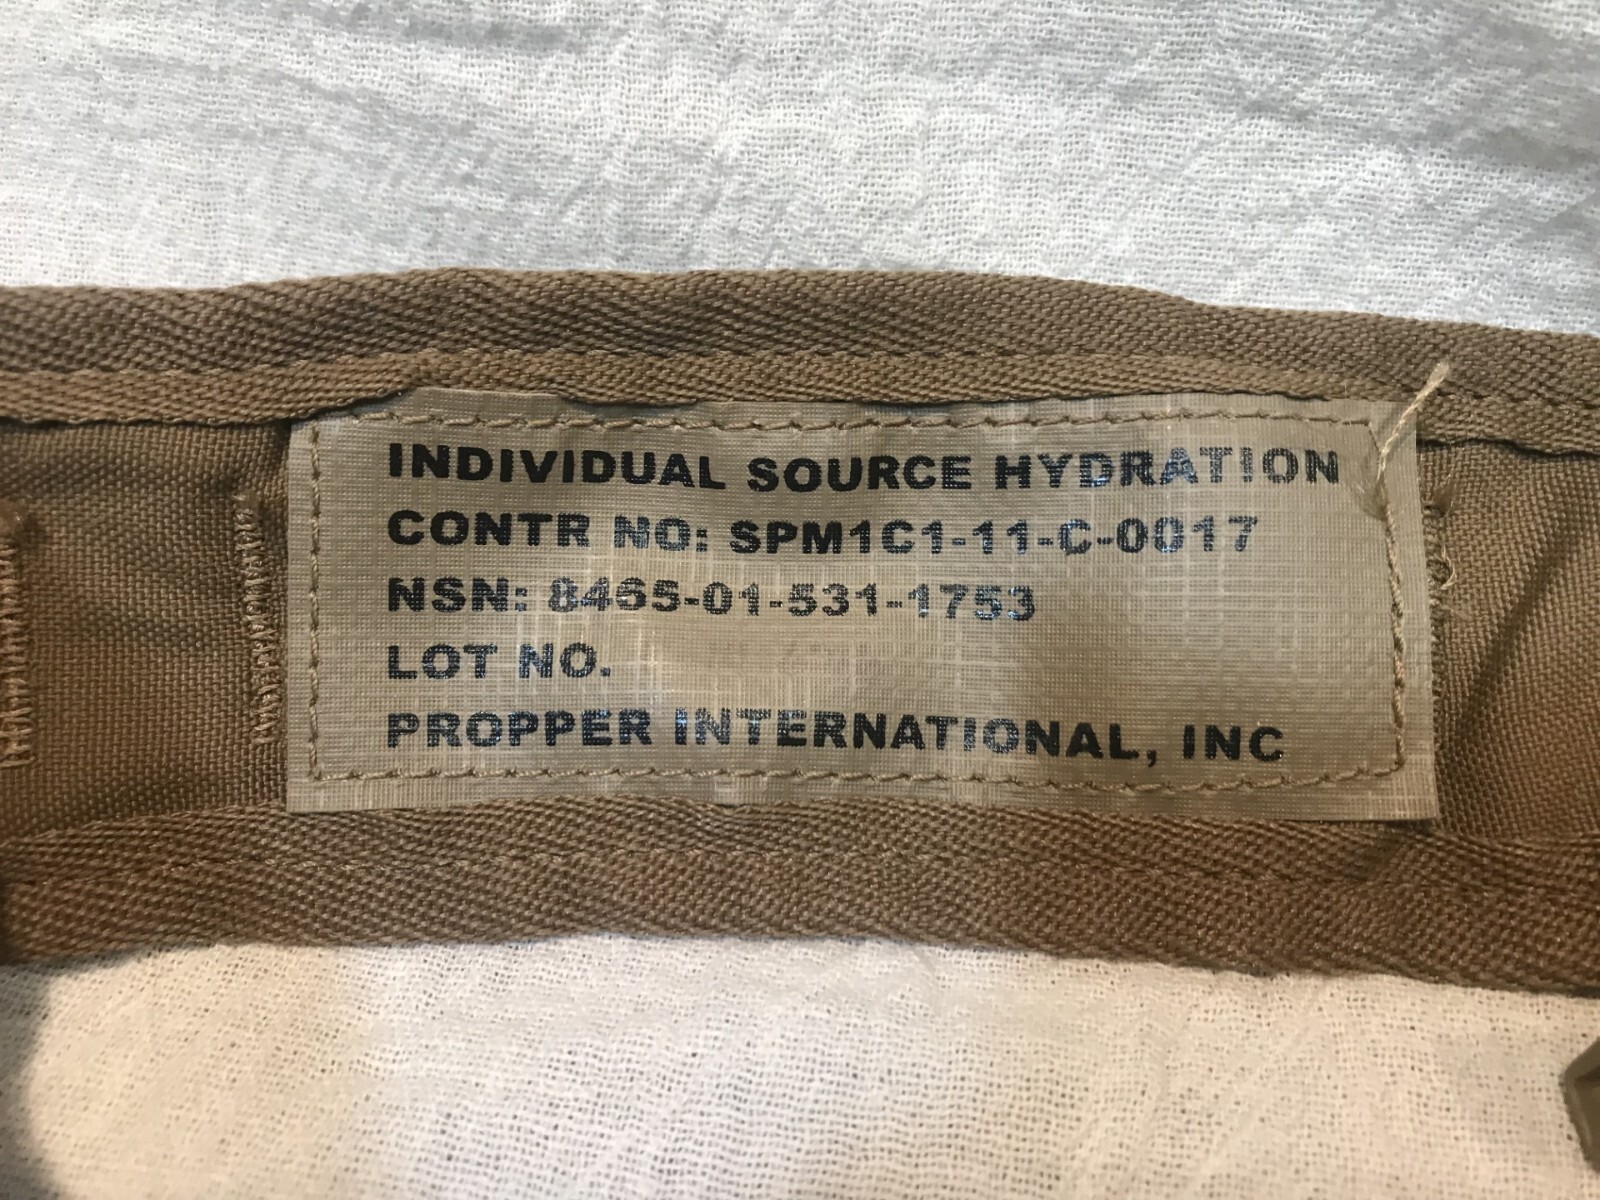 INDIVIDUAL SOURCE HYDRATION
CONTR NO: SPM1C1-11-C-0017
NSN: 8465-01-531-1753
LOT NO.
PROPPER INTERNATIONAL, INC